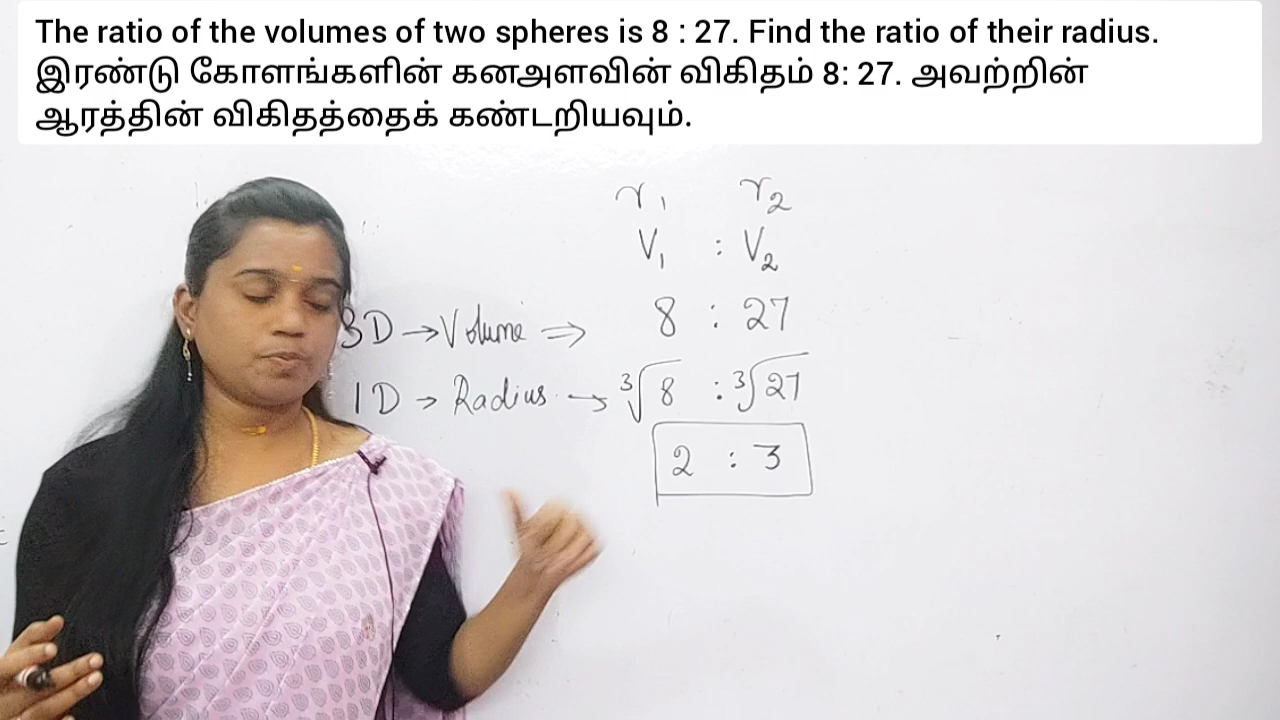 The ratio of the volumes of two spheres is 8 : 27. Find the ratio of their radius.
இரண்டு கோளங்களின் கனஅளவின் விகிதம் 8: 27. அவற்றின்
ஆரத்தின் விகிதத்தைக் கண்டறியவும்.
r₁ r₂
V₁ : V₂
3D → Volume ⇒ 8 : 27
1D → Radius → ³√8 : ³√27
2 : 3